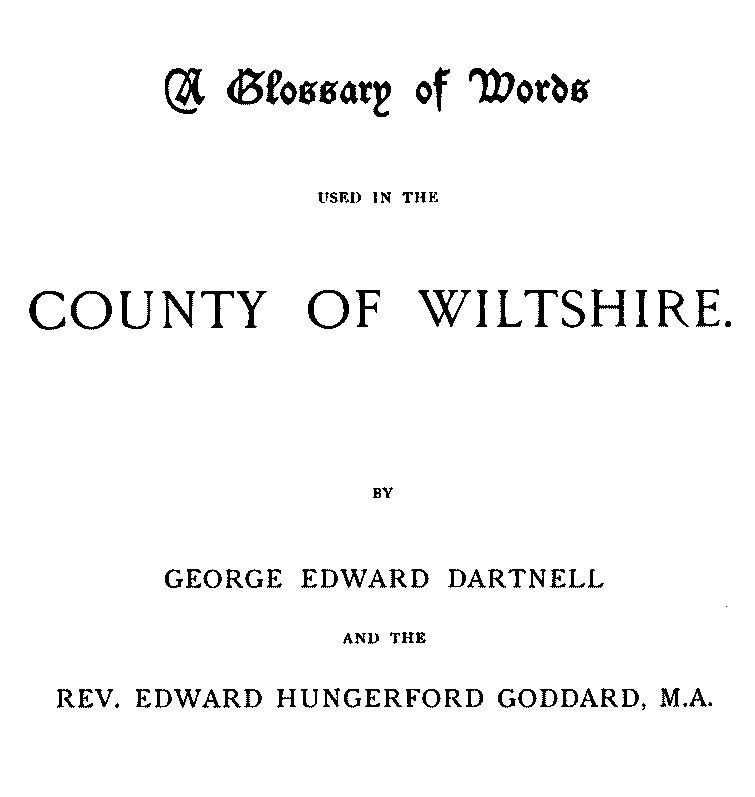 A Glossary of Words
USED IN THE
COUNTY OF WILTSHIRE.
BY
GEORGE EDWARD DARTNELL
AND THE
REV. EDWARD HUNGERFORD GODDARD, M.A.